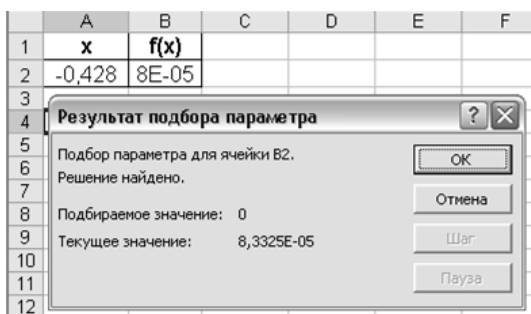 A B C D E F
1 x f(x)
2 -0,428 8E-05
3
4 Результат подбора параметра ?
5 Подбор параметра для ячейки B2. ОК
6 Решение найдено.
7 Отмена
8 Подбираемое значение: 0
9 Текущее значение: 8,3325E-05 Шаг
10
11 Пауза
12